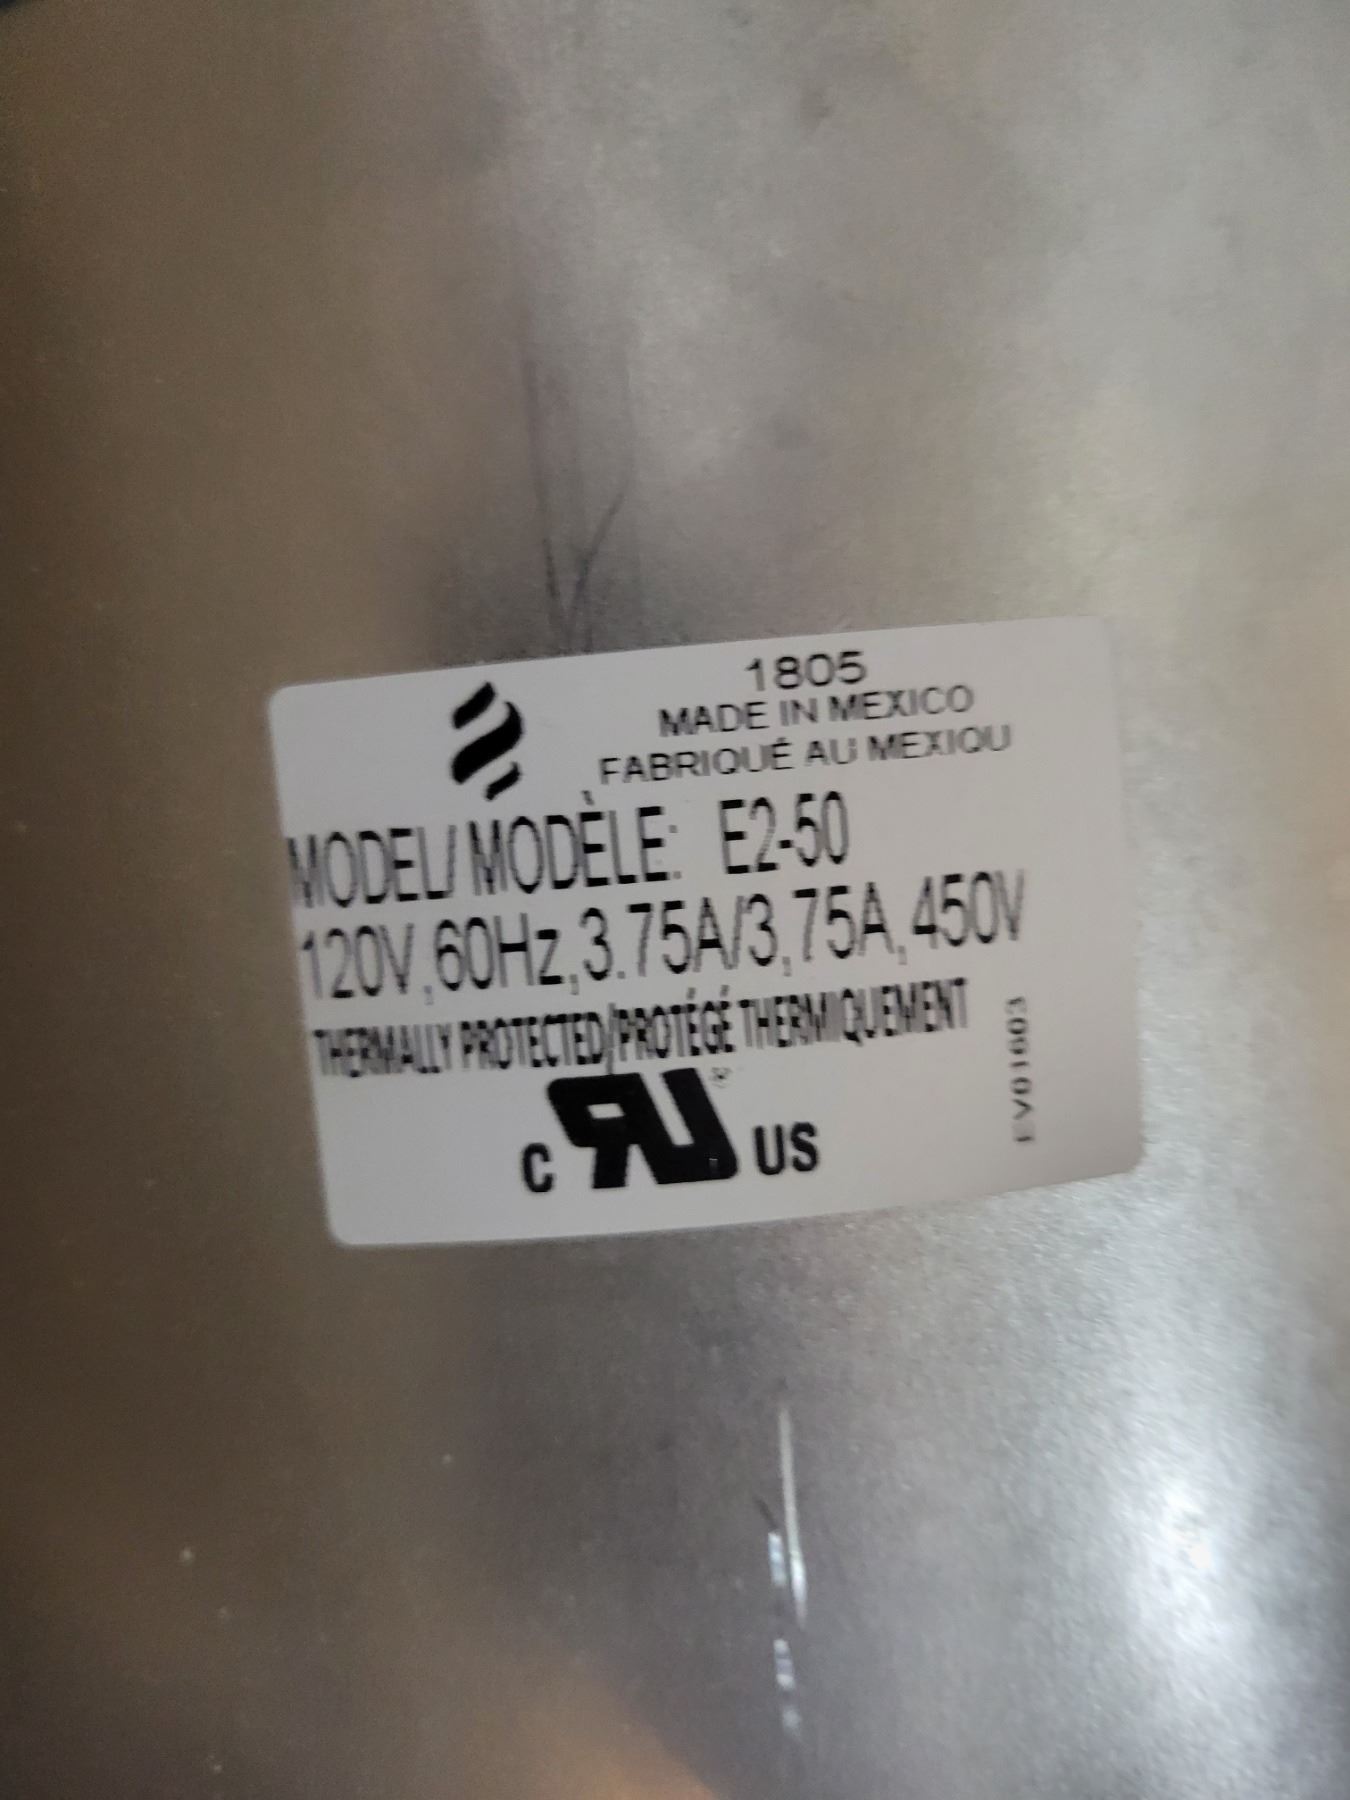 1805
MADE IN MEXICO
FABRIQUÉ AU MEXIQU
MODEL/ MODÈLE: E2-50
120V,60Hz,3.75A/3,75A,450V
THERMALLY PROTECTED/PROTÉGÉ THERMIQUEMENT
C RU ® US
EV01603